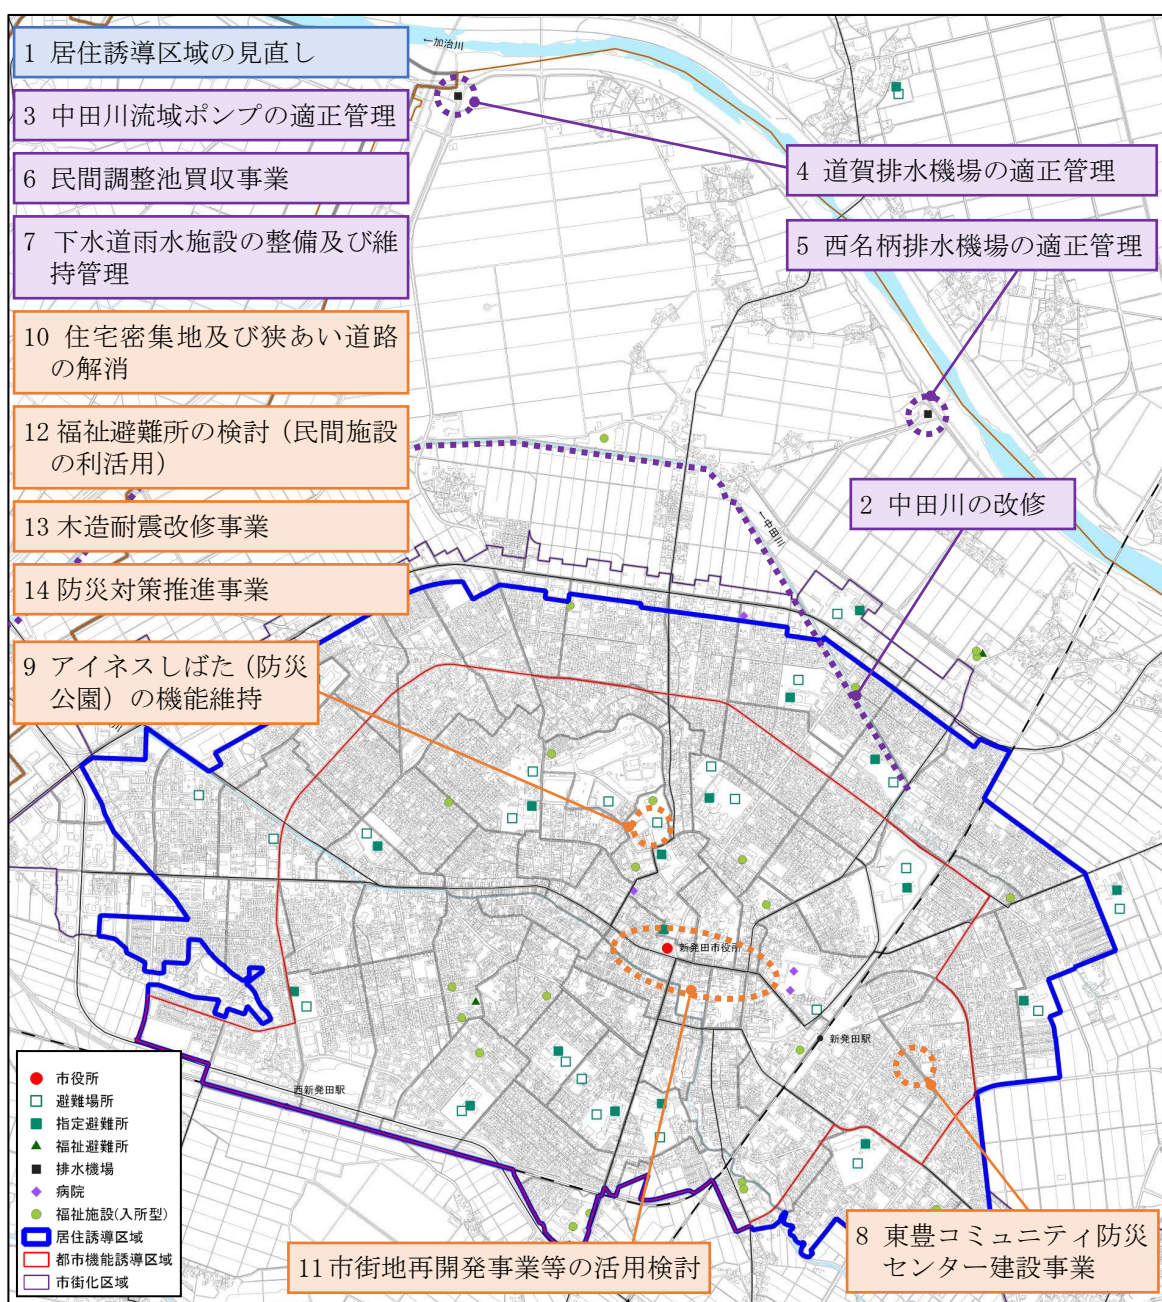 1 居住誘導区域の見直し
3 中田川流域ポンプの適正管理
6 民間調整池買収事業
7 下水道雨水施設の整備及び維
持管理
10 住宅密集地及び狭あい道路
の解消
12 福祉避難所の検討（民間施設
の利活用）
13 木造耐震改修事業
14 防災対策推進事業
9 アイネスしばた（防災
公園）の機能維持
←加治川
4 道賀排水機場の適正管理
5 西名柄排水機場の適正管理
2 中田川の改修
←中田川
新発田市役所
新発田駅
西新発田駅
市役所
避難場所
指定避難所
福祉避難所
排水機場
病院
福祉施設(入所型)
居住誘導区域
都市機能誘導区域
市街化区域
11 市街地再開発事業等の活用検討
8 東豊コミュニティ防災
センター建設事業